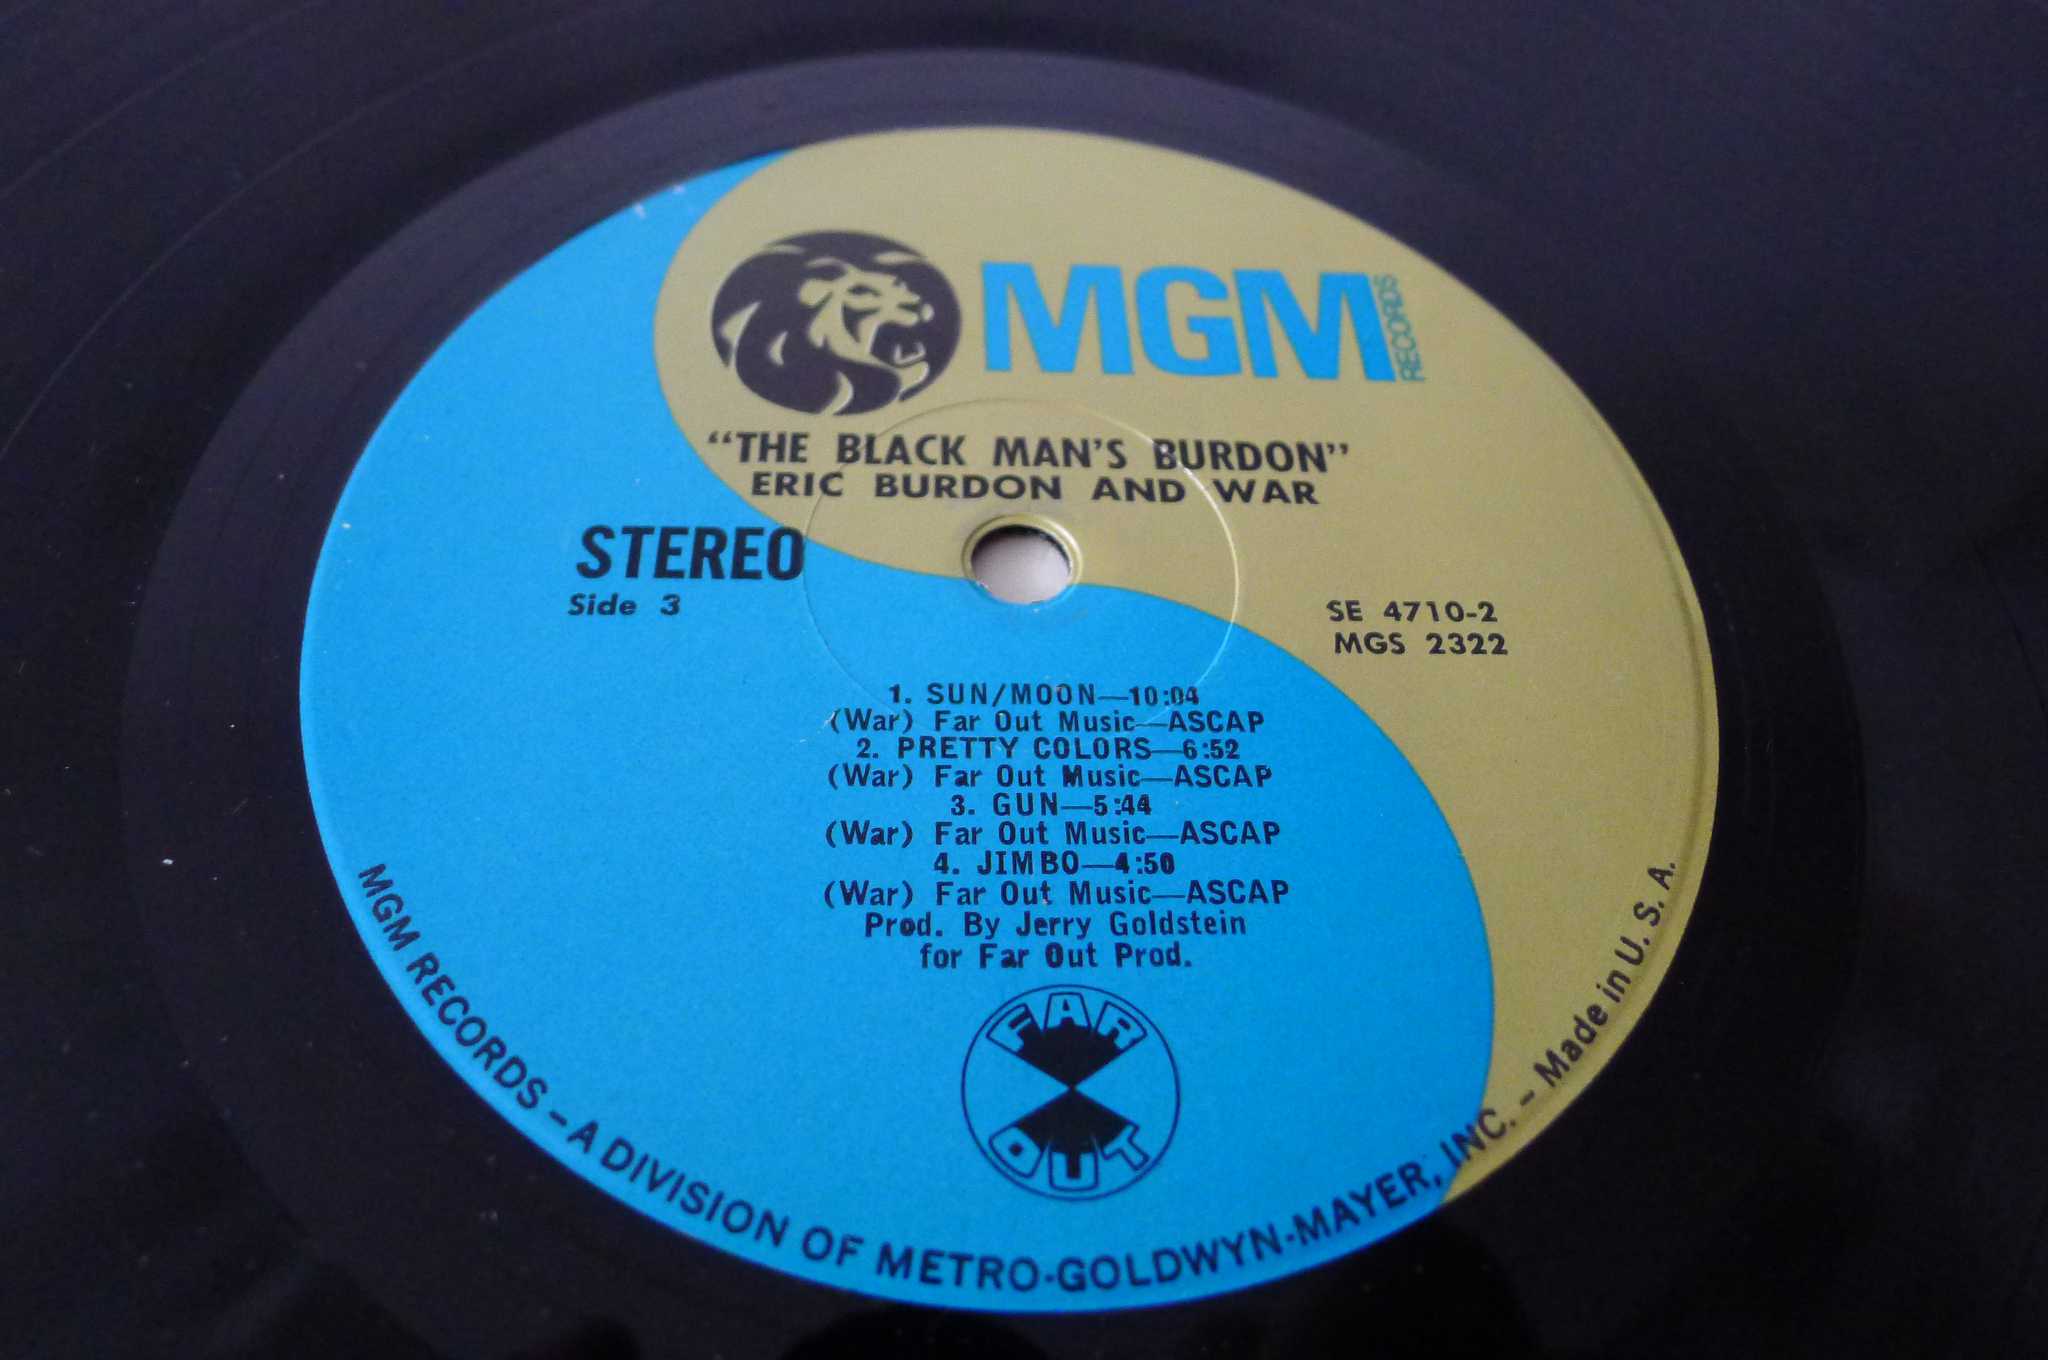 MGM RECORDS
"THE BLACK MAN'S BURDON"
ERIC BURDON AND WAR
STEREO
Side 3
SE 4710-2
MGS 2322
1. SUN/MOON—10:04
(War) Far Out Music—ASCAP
2. PRETTY COLORS—6:52
(War) Far Out Music—ASCAP
3. GUN—5:44
(War) Far Out Music—ASCAP
4. JIMBO—4:50
(War) Far Out Music—ASCAP
Prod. By Jerry Goldstein
for Far Out Prod.
FAR
OUT
MGM RECORDS – A DIVISION OF METRO-GOLDWYN-MAYER, INC. – Made in U. S. A.